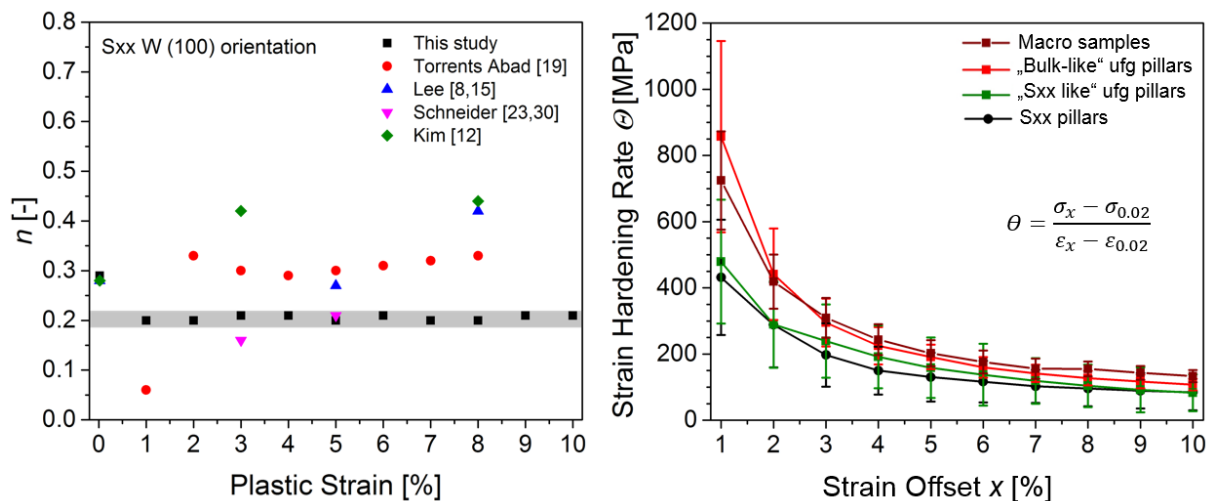 0.8
0.7
0.6
0.5
0.4
0.3
0.2
0.1
0.0
n [-]
Sxx W (100) orientation
This study
Torrents Abad [19]
Lee [8,15]
Schneider [23,30]
Kim [12]
0 1 2 3 4 5 6 7 8 9 10
Plastic Strain [%]
1200
1000
800
600
400
200
0
Strain Hardening Rate Θ [MPa]
Macro samples
„Bulk-like“ ufg pillars
„Sxx like“ ufg pillars
Sxx pillars
θ = (σₓ − σ₀.₀₂) / (εₓ − ε₀.₀₂)
1 2 3 4 5 6 7 8 9 10
Strain Offset x [%]